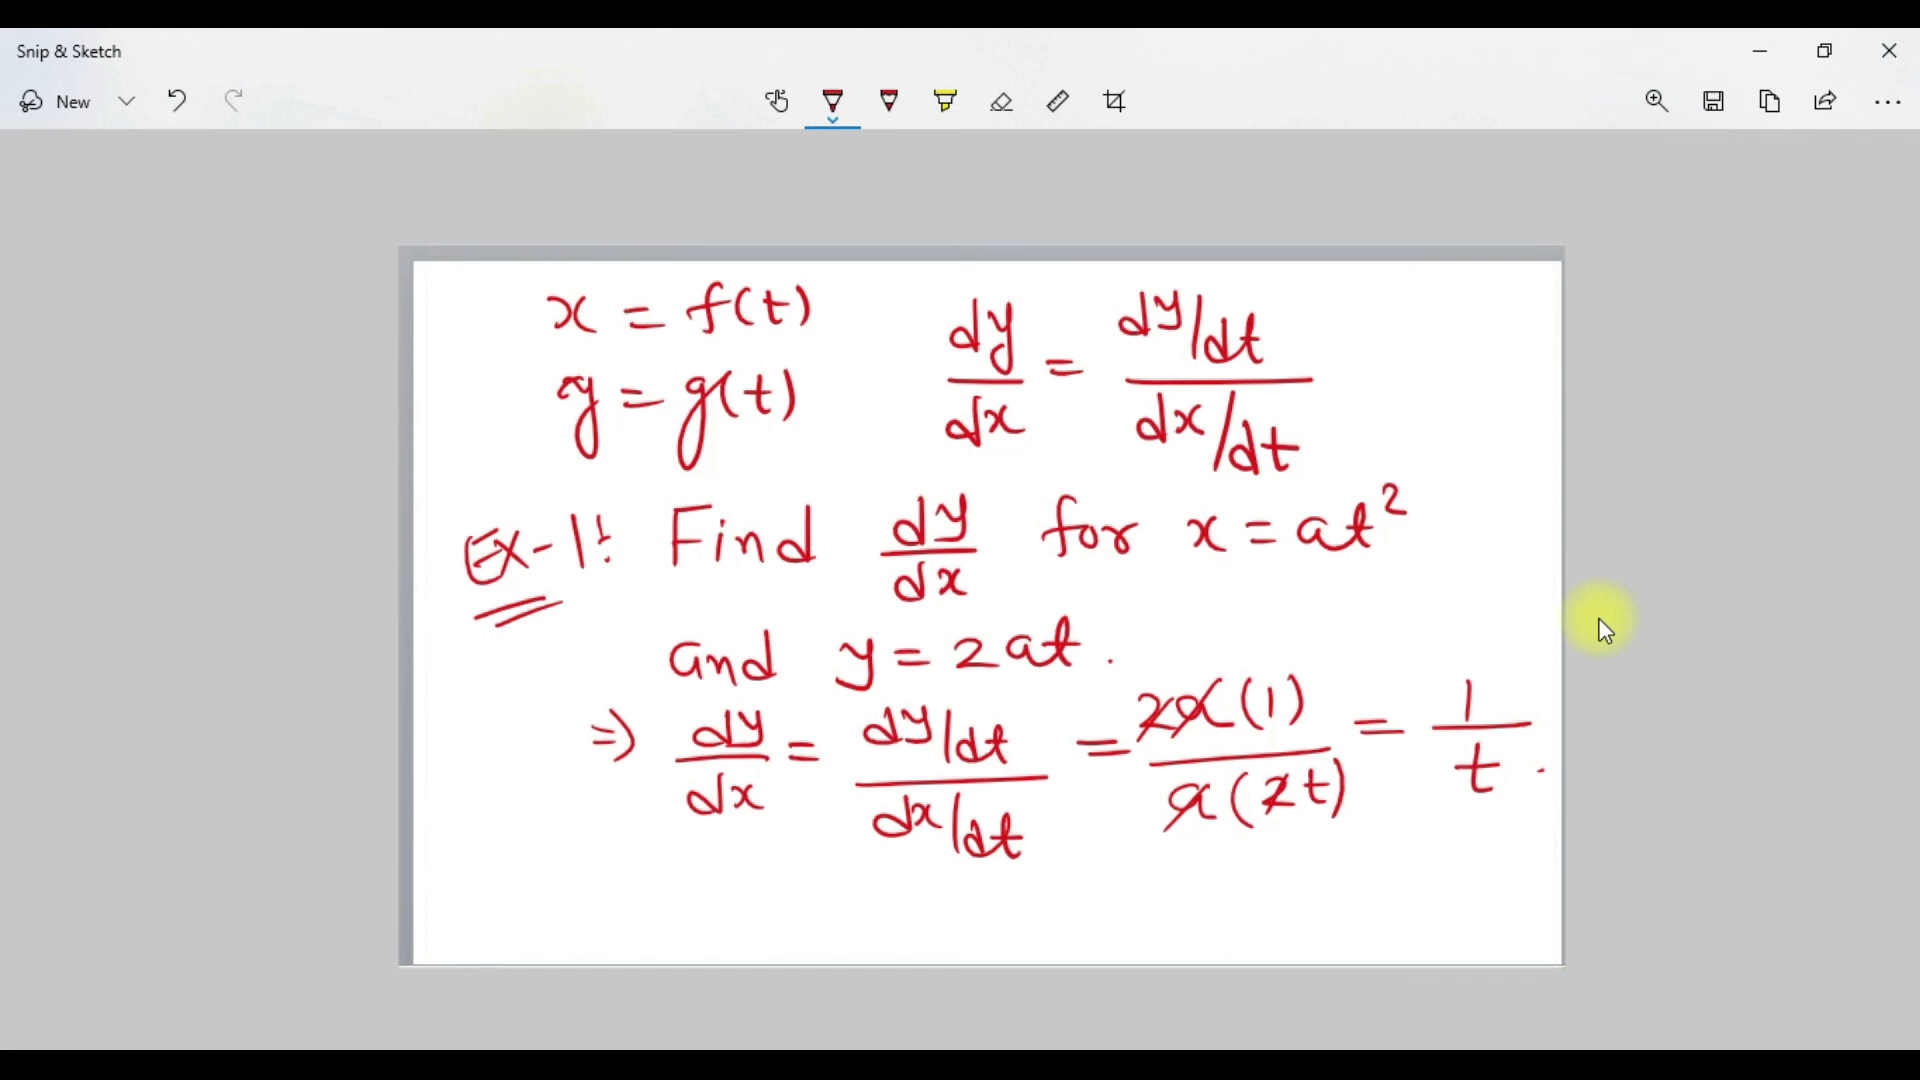 Snip & Sketch
New
x = f(t)
y = g(t)
dy/dx = (dy/dt)/(dx/dt)
Ex-1: Find dy/dx for x = at²
and y = 2at.
⇒ dy/dx = (dy/dt)/(dx/dt) = 2a(1)/a(2t) = 1/t.